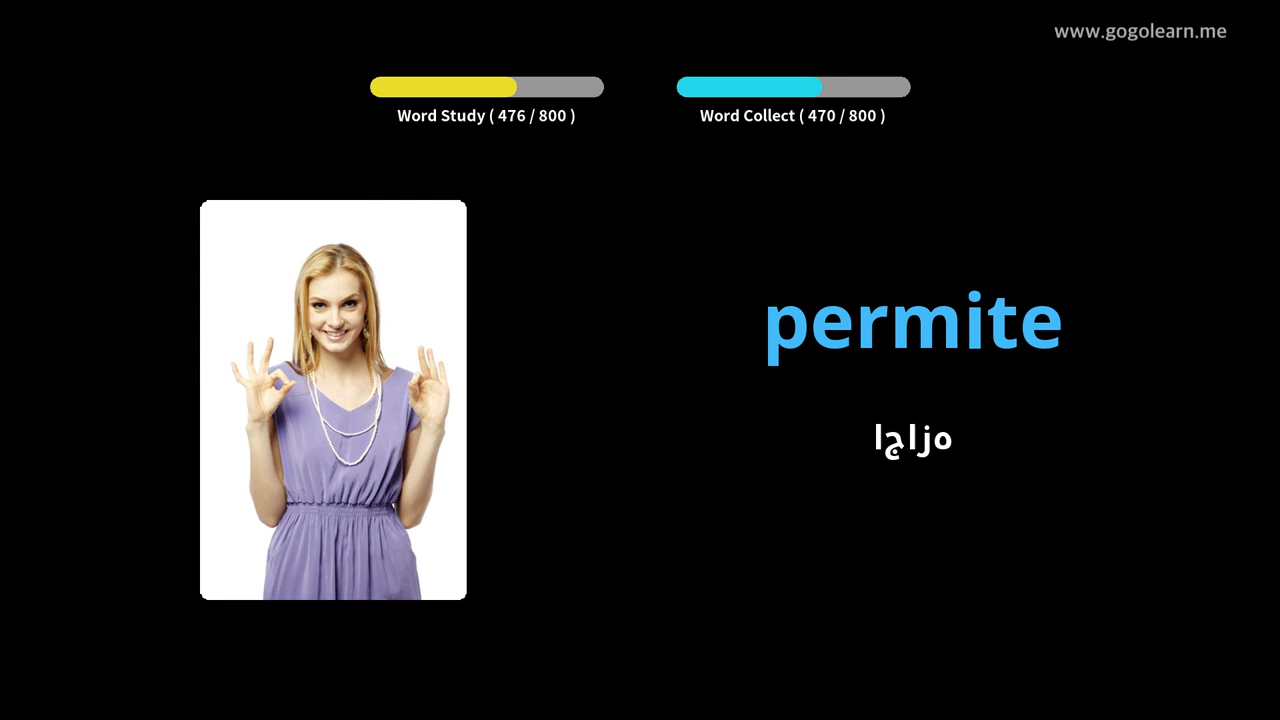 www.gogolearn.me
Word Study ( 476 / 800 )
Word Collect ( 470 / 800 )
permite
اجازه